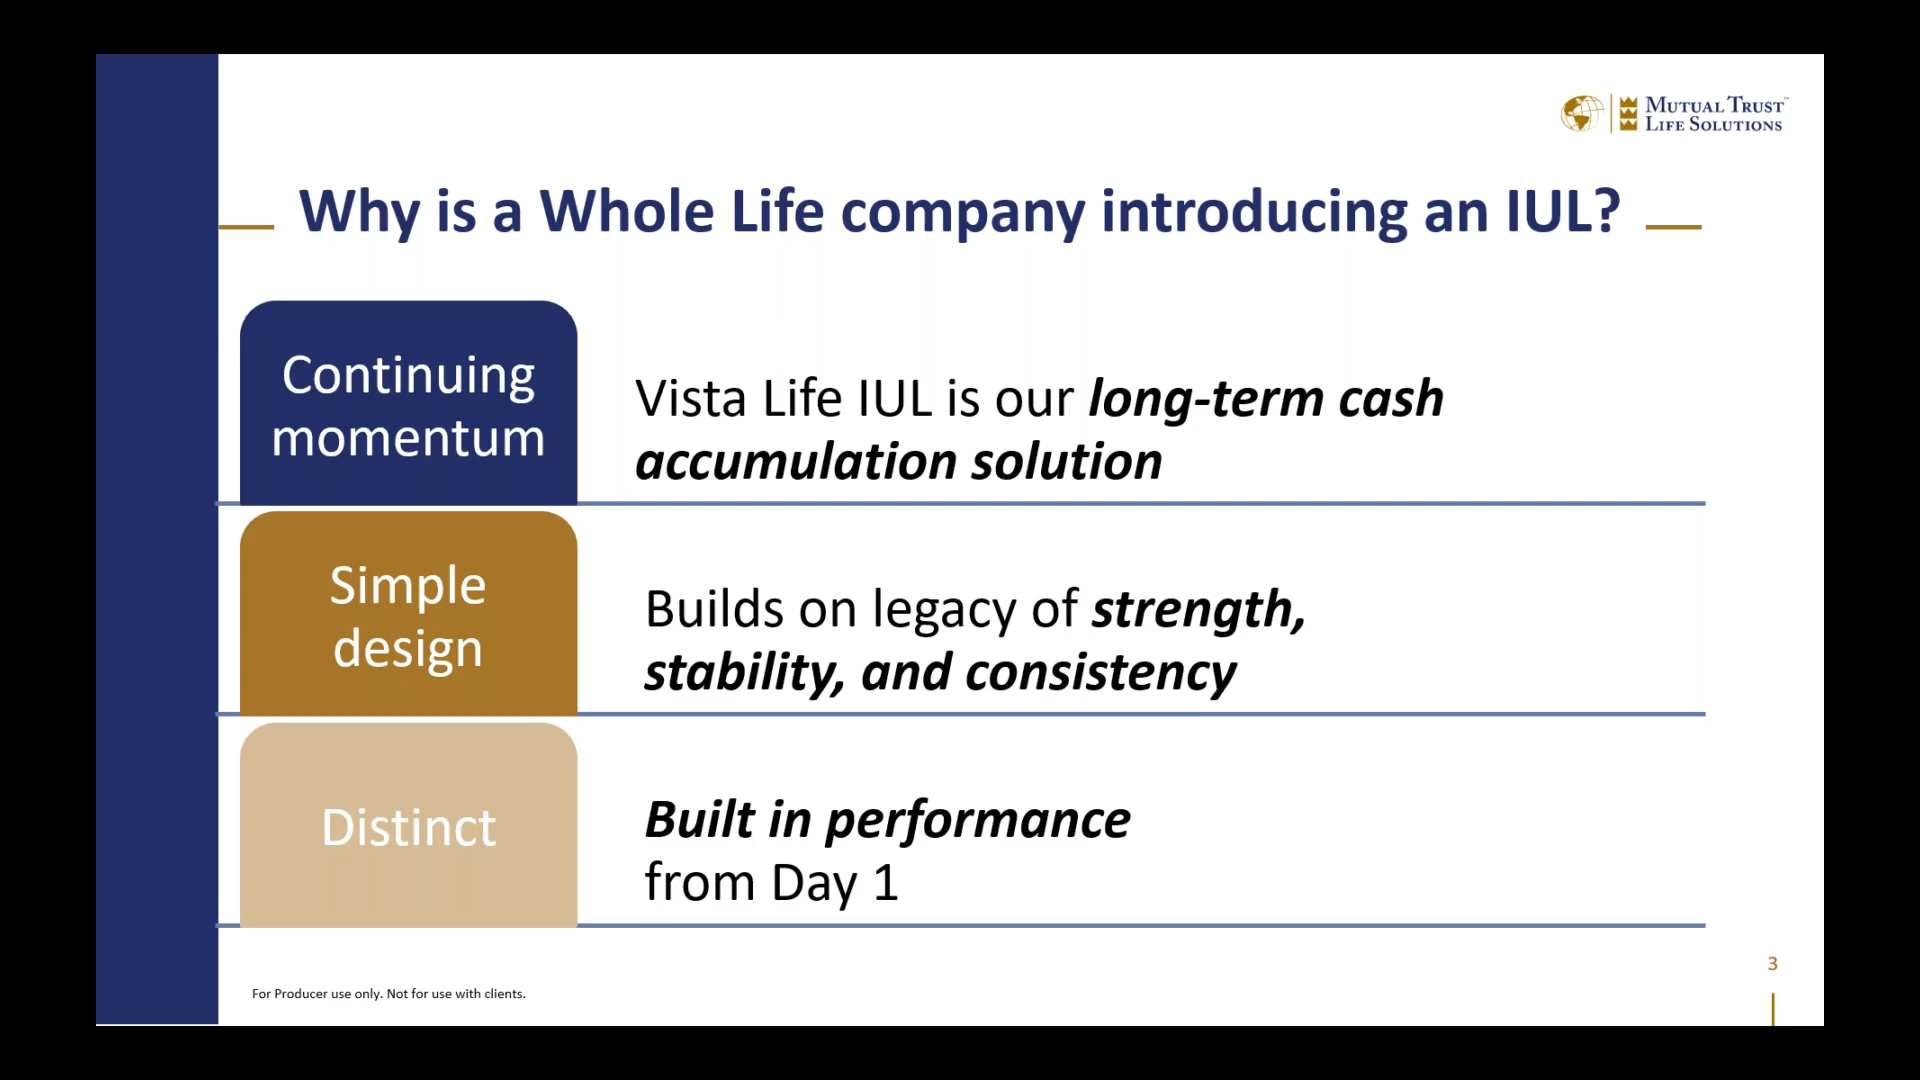 MUTUAL TRUST™
LIFE SOLUTIONS
Why is a Whole Life company introducing an IUL?
Continuing
momentum
Vista Life IUL is our long-term cash
accumulation solution
Simple
design
Builds on legacy of strength,
stability, and consistency
Distinct
Built in performance
from Day 1
For Producer use only. Not for use with clients.
3